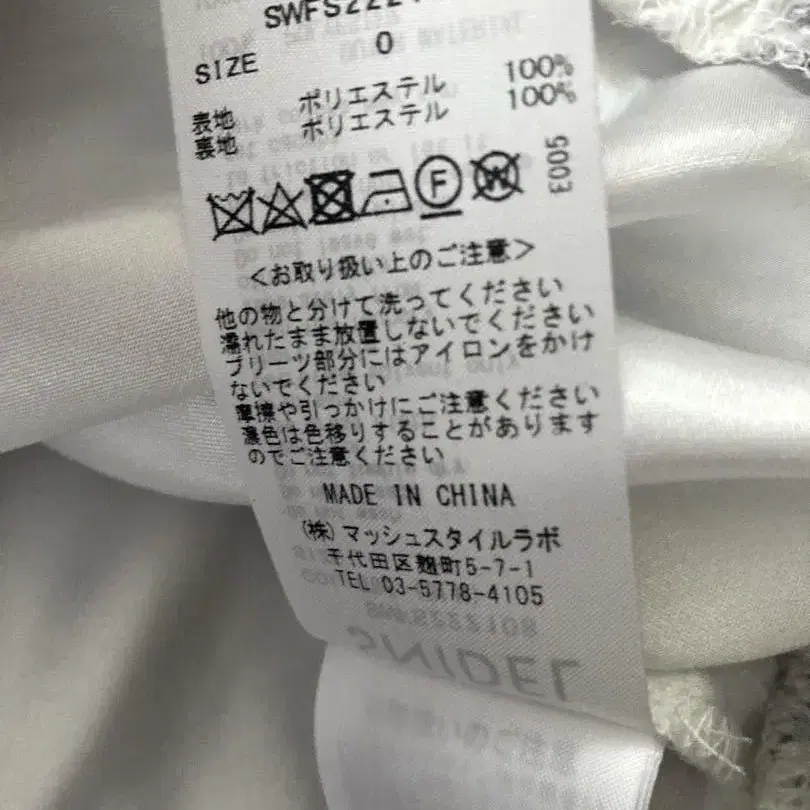 SWFS222
SIZE 0
表地 ポリエステル 100%
裏地 ポリエステル 100%
F W E005
<お取り扱い上のご注意>
他の物と分けて洗ってください
濡れたまま放置しないでください
プリーツ部分にはアイロンをかけ
ないでください
摩擦や引っかけにご注意ください
濃色は色移りすることがあります
のでご注意ください
MADE IN CHINA
(株)マッシュスタイルラボ
千代田区麹町5-7-1
TEL 03-5778-4105
SWFS222108
SNIDEL